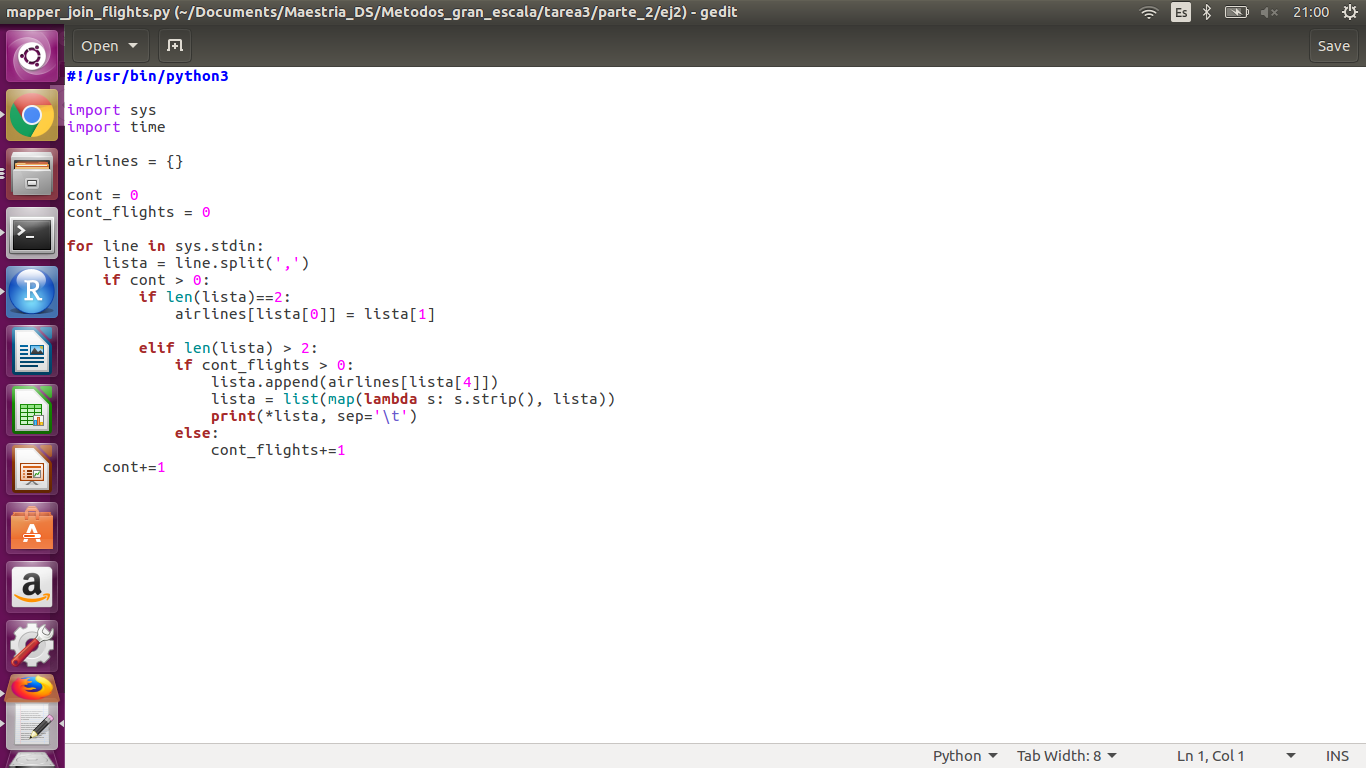 mapper_join_flights.py (~/Documents/Maestria_DS/Metodos_gran_escala/tarea3/parte_2/ej2) - gedit
Es
21:00
Open
Save
#!/usr/bin/python3
import sys
import time
airlines = {}
cont = 0
cont_flights = 0
for line in sys.stdin:
    lista = line.split(',')
    if cont > 0:
        if len(lista)==2:
            airlines[lista[0]] = lista[1]
        elif len(lista) > 2:
            if cont_flights > 0:
                lista.append(airlines[lista[4]])
                lista = list(map(lambda s: s.strip(), lista))
                print(*lista, sep='\t')
            else:
                cont_flights+=1
    cont+=1
Python
Tab Width: 8
Ln 1, Col 1
INS